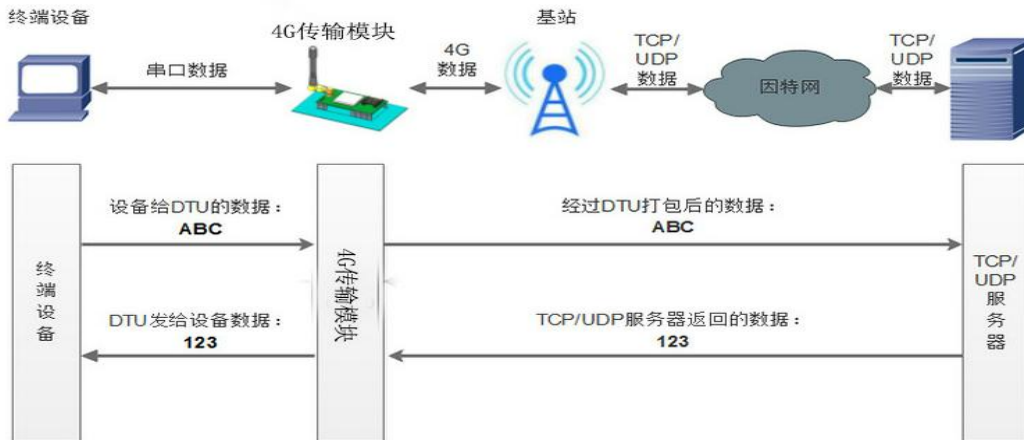 终端设备
4G传输模块
基站
串口数据
4G
数据
TCP/
UDP
数据
因特网
TCP/
UDP
数据
设备给DTU的数据：
ABC
经过DTU打包后的数据：
ABC
终端设备
4G传输模块
TCP/
UDP
服务器
DTU发给设备数据：
123
TCP/UDP服务器返回的数据：
123